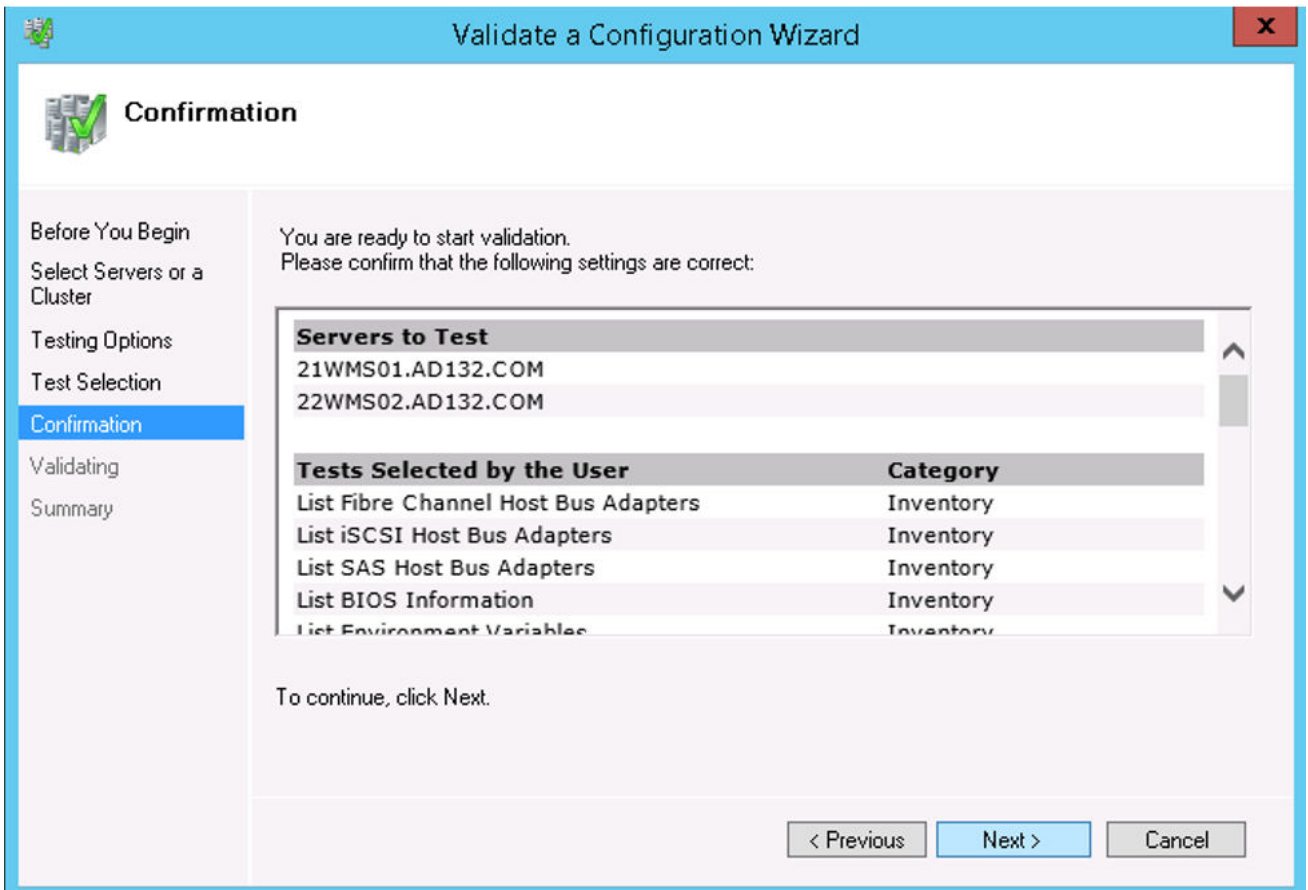 Validate a Configuration Wizard
x
Confirmation
Before You Begin
Select Servers or a
Cluster
Testing Options
Test Selection
Confirmation
Validating
Summary
You are ready to start validation.
Please confirm that the following settings are correct:
Servers to Test
21WMS01.AD132.COM
22WMS02.AD132.COM
Tests Selected by the User Category
List Fibre Channel Host Bus Adapters Inventory
List iSCSI Host Bus Adapters Inventory
List SAS Host Bus Adapters Inventory
List BIOS Information Inventory
List Environment Variables Inventory
To continue, click Next.
< Previous Next > Cancel